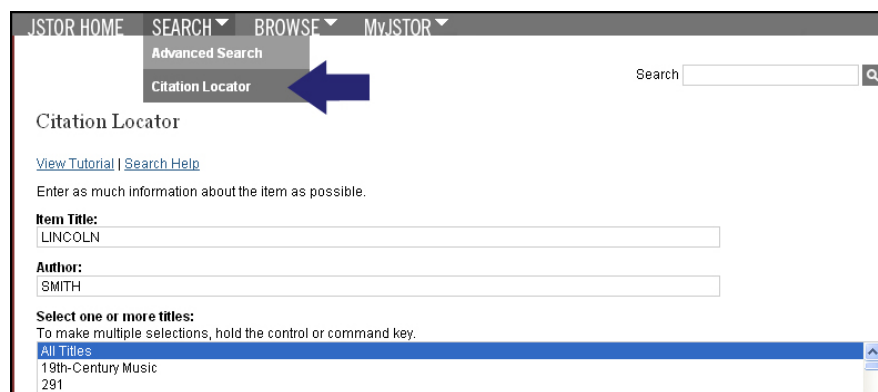 JSTOR HOME SEARCH BROWSE MyJSTOR
Advanced Search
Citation Locator
Search
Citation Locator
View Tutorial | Search Help
Enter as much information about the item as possible.
Item Title:
LINCOLN
Author:
SMITH
Select one or more titles:
To make multiple selections, hold the control or command key.
All Titles
19th-Century Music
291